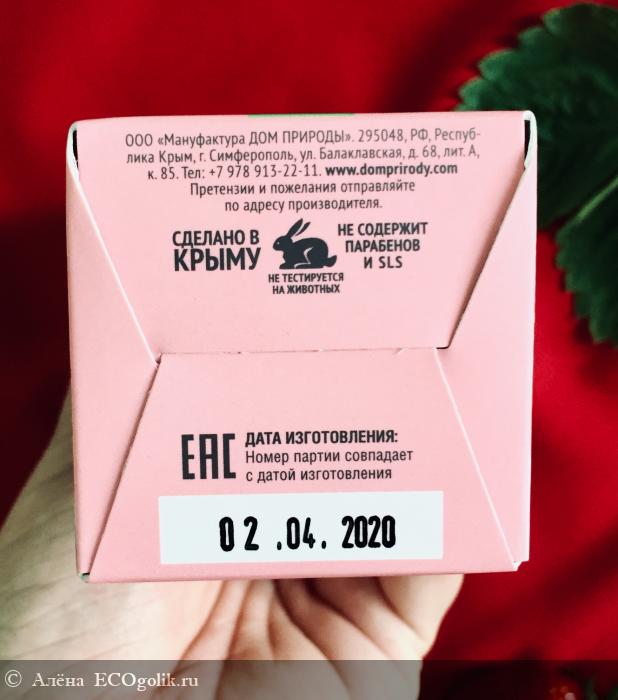 ООО «Мануфактура ДОМ ПРИРОДЫ». 295048, РФ, Респуб-
лика Крым, г. Симферополь, ул. Балаклавская, д. 68, лит. А,
к. 85. Тел: +7 978 913-22-11. www.domprirody.com
Претензии и пожелания отправляйте
по адресу производителя.
СДЕЛАНО В
КРЫМУ
НЕ ТЕСТИРУЕТСЯ
НА ЖИВОТНЫХ
НЕ СОДЕРЖИТ
ПАРАБЕНОВ
И SLS
ЕАС
ДАТА ИЗГОТОВЛЕНИЯ:
Номер партии совпадает
с датой изготовления
02.04.2020
© Алёна ECOgolik.ru